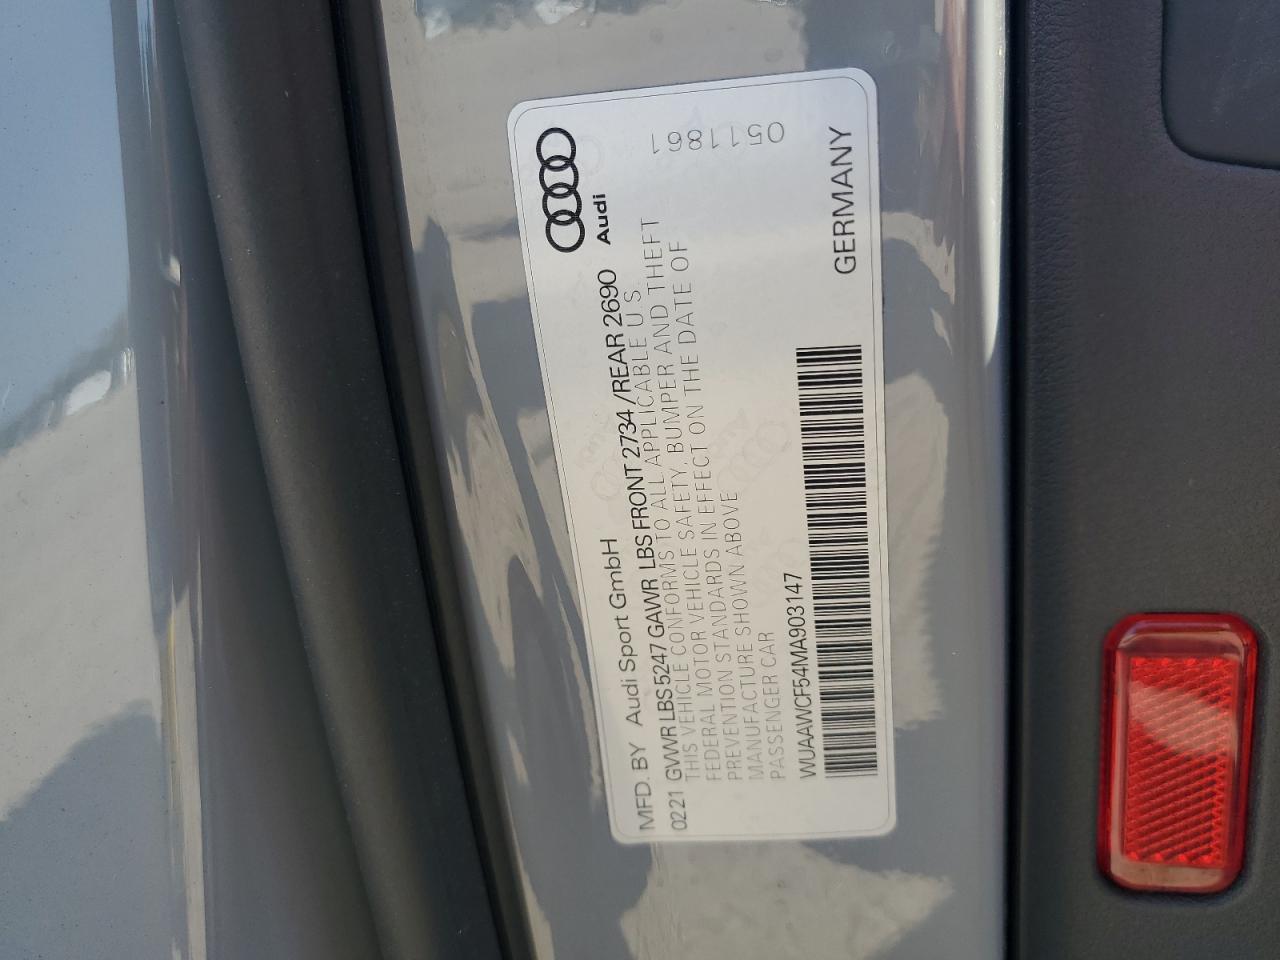 MFD. BY Audi Sport GmbH
Audi
0221 GVWR LBS 5247 GAWR LBS FRONT 2734 /REAR 2690
THIS VEHICLE CONFORMS TO ALL APPLICABLE U.S.
FEDERAL MOTOR VEHICLE SAFETY, BUMPER AND THEFT
PREVENTION STANDARDS IN EFFECT ON THE DATE OF
MANUFACTURE SHOWN ABOVE
PASSENGER CAR
WUAAWCF54MA903147
GERMANY
0511861